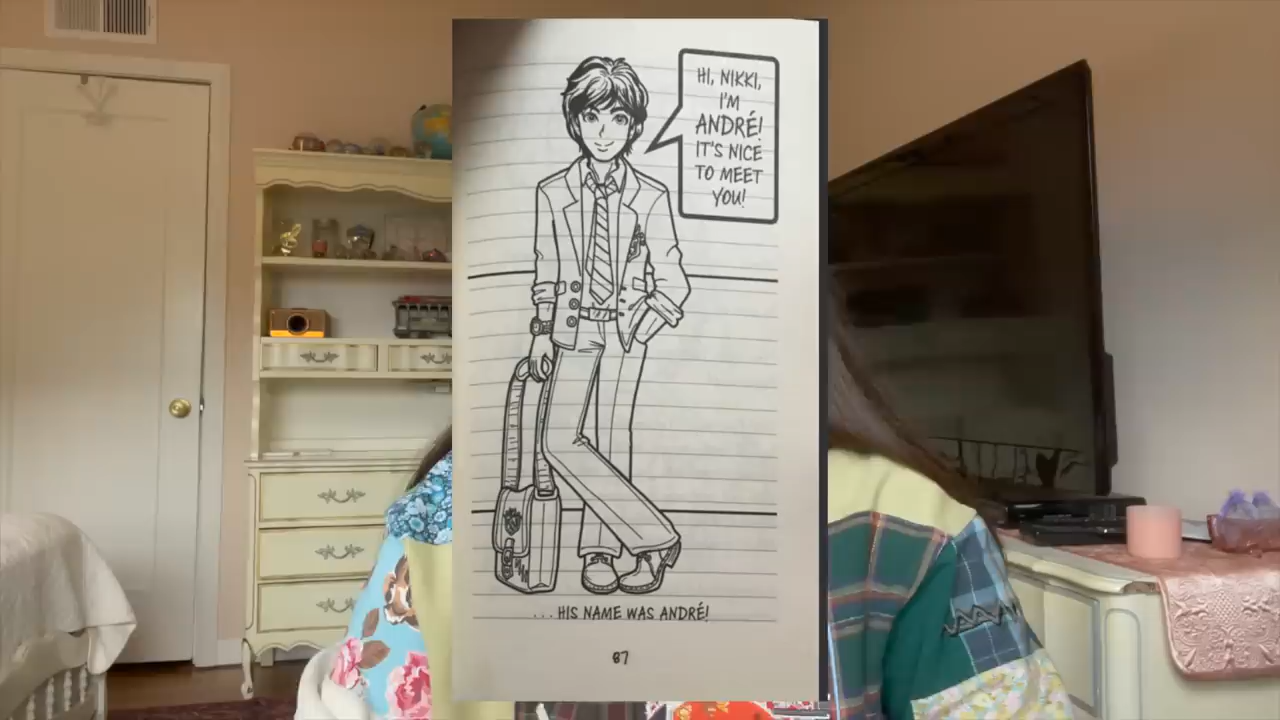 HI, NIKKI,
I'M
ANDRÉ!
IT'S NICE
TO MEET
YOU!
...HIS NAME WAS ANDRÉ!
87